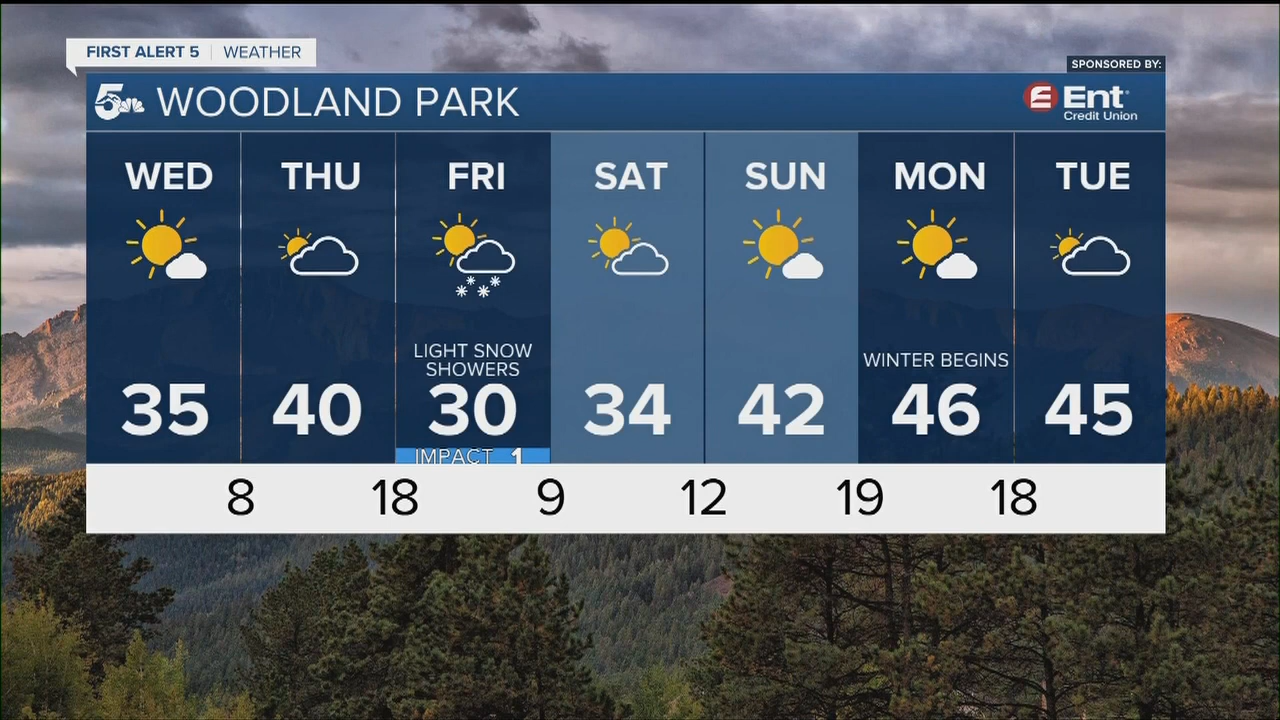 FIRST ALERT 5 | WEATHER
SPONSORED BY:
5 WOODLAND PARK
Ent
Credit Union
WED THU FRI SAT SUN MON TUE
LIGHT SNOW
SHOWERS
WINTER BEGINS
35 40 30 34 42 46 45
IMPACT 1
8 18 9 12 19 18